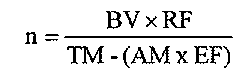 n = BV × RF
TM - (AM x EF)